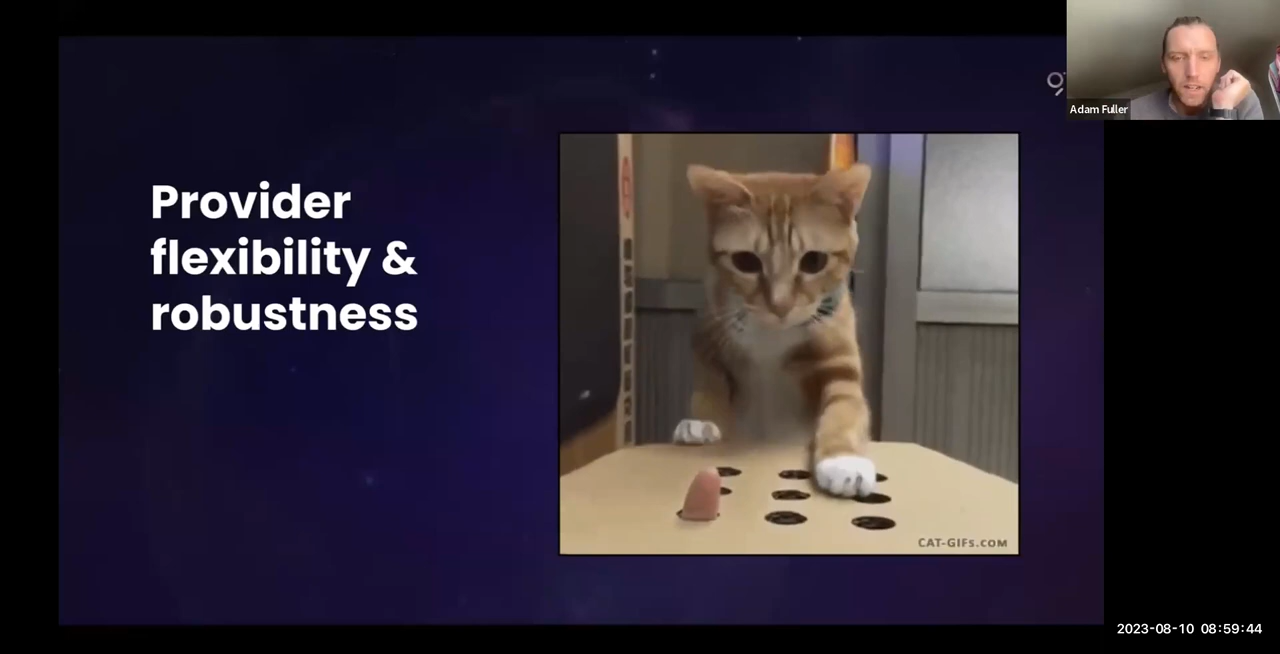 Adam Fuller
Provider
flexibility &
robustness
CAT-GIFS.COM
2023-08-10 08:59:44